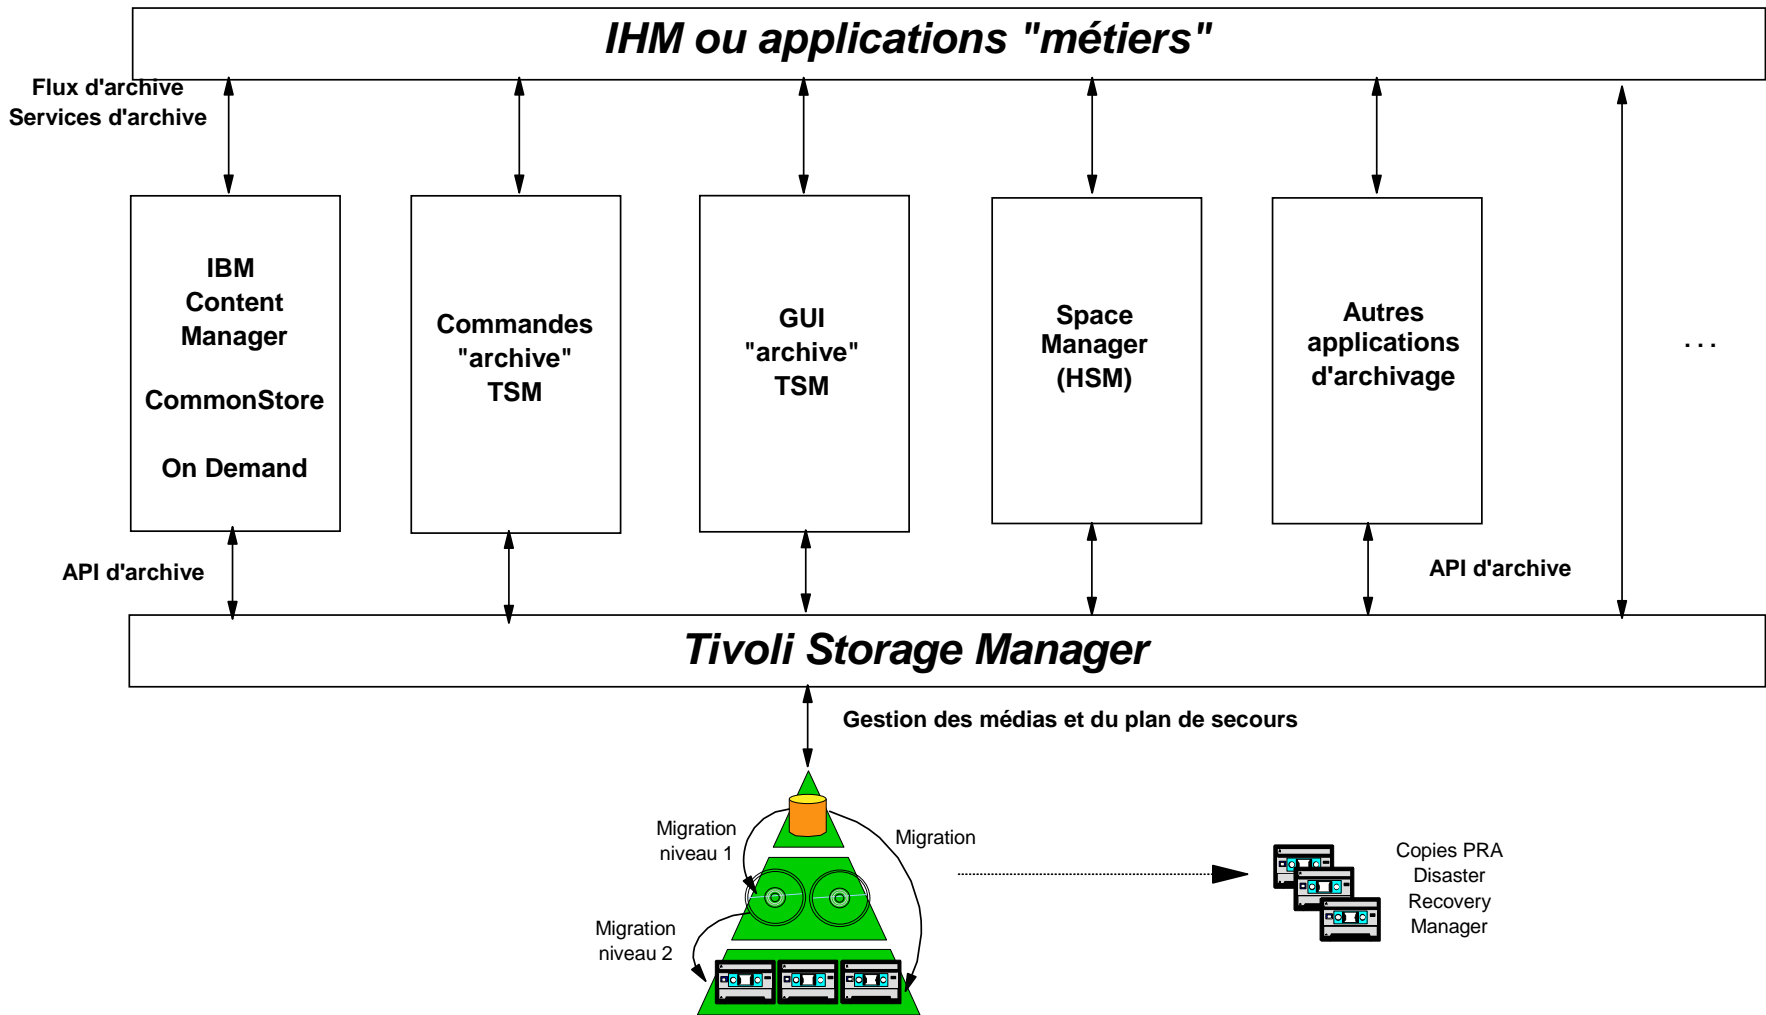 IHM ou applications "métiers"
Flux d'archive
Services d'archive
IBM
Content
Manager
CommonStore
On Demand
Commandes
"archive"
TSM
GUI
"archive"
TSM
Space
Manager
(HSM)
Autres
applications
d'archivage
...
API d'archive
API d'archive
Tivoli Storage Manager
Gestion des médias et du plan de secours
Migration
niveau 1
Migration
Migration
niveau 2
Copies PRA
Disaster
Recovery
Manager